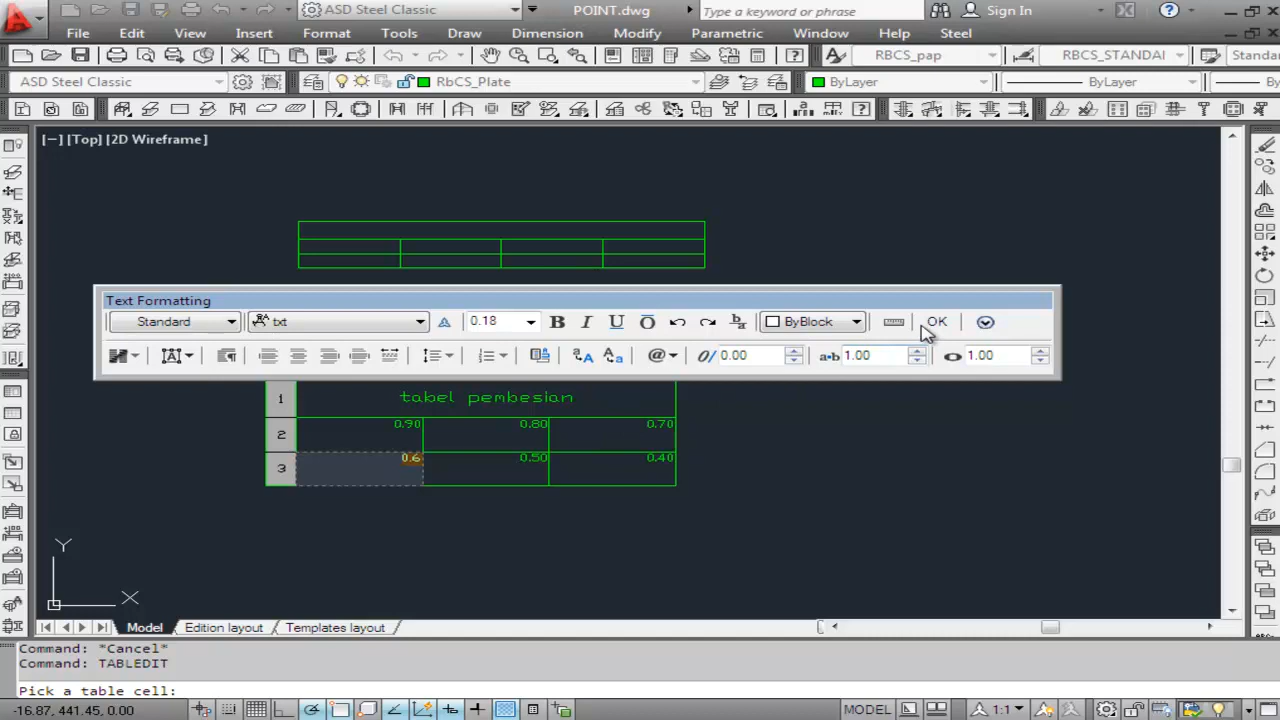 ASD Steel Classic POINT.dwg Type a keyword or phrase Sign In
File Edit View Insert Format Tools Draw Dimension Modify Parametric Window Help Steel
RBCS_pap RBCS_STANDAI Standar
ASD Steel Classic RbCS_Plate ByLayer ByLayer ByL
[−] [Top] [2D Wireframe]
Text Formatting
Standard txt 0.18 B I U O ByBlock OK
@ 0/ 0.00 a•b 1.00 1.00
1 tabel pembesian
2 0.90 0.80 0.70
3 0.6 0.50 0.40
Y
X
Model Edition layout Templates layout
Command: *Cancel*
Command: TABLEDIT
Pick a table cell:
-16.87, 441.45, 0.00 MODEL 1:1